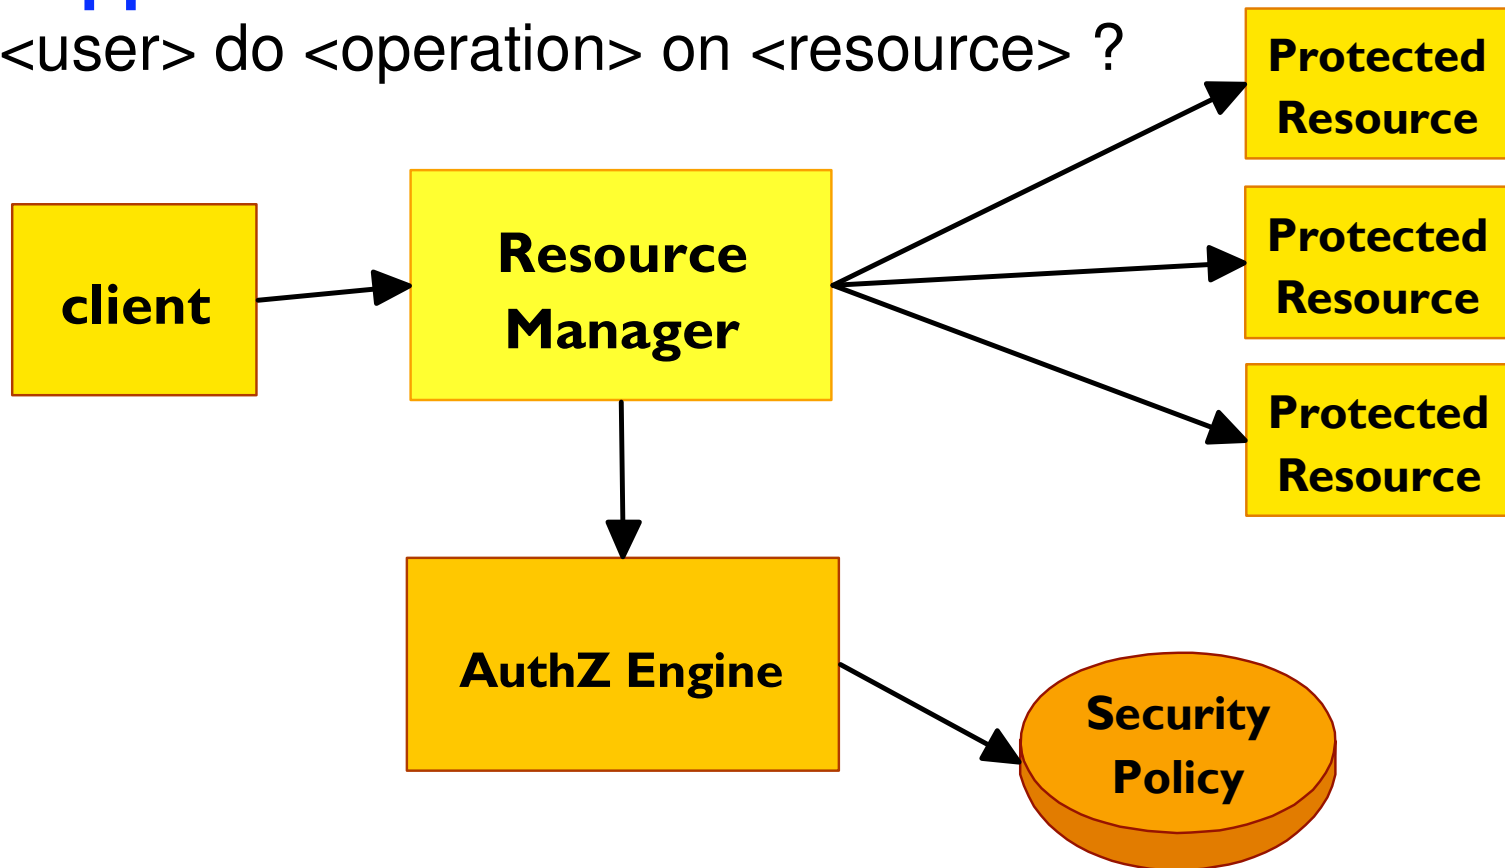 <user> do <operation> on <resource> ?
Protected
Resource
client
Resource
Manager
Protected
Resource
Protected
Resource
AuthZ Engine
Security
Policy